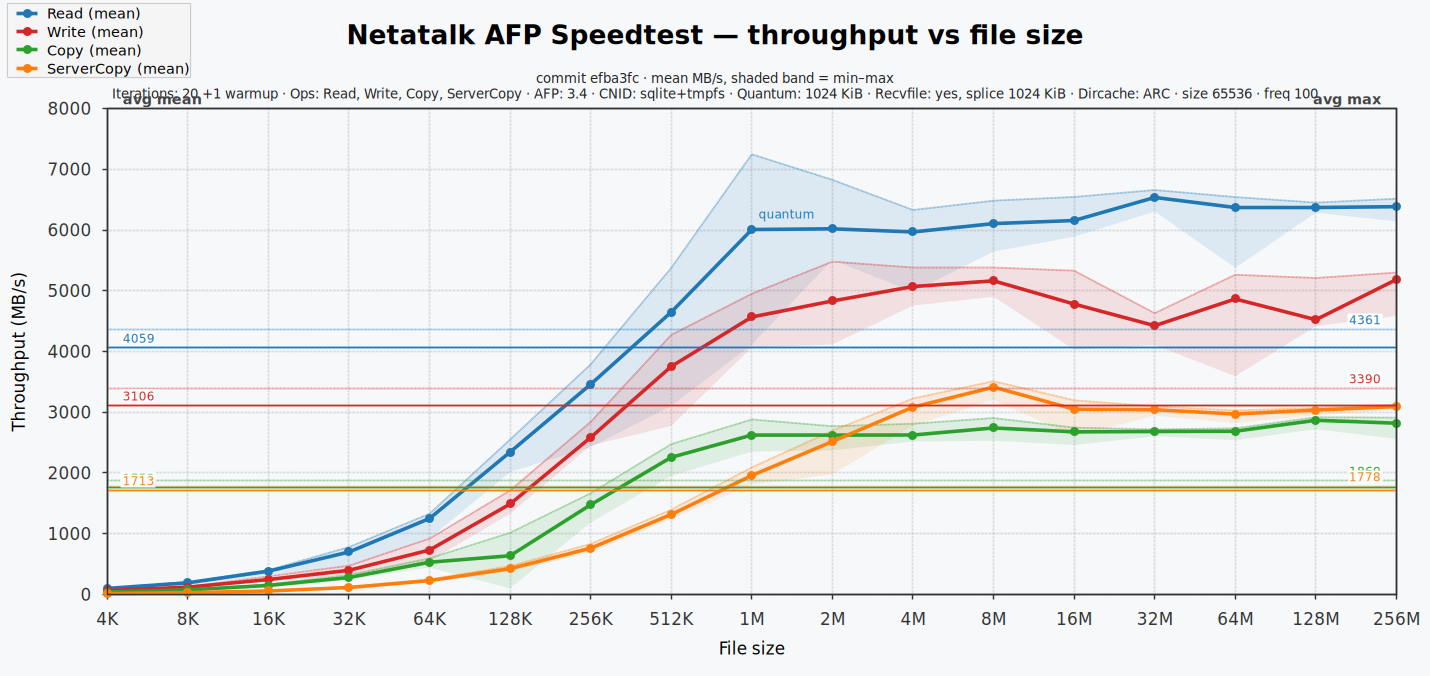 Read (mean)
Write (mean)
Copy (mean)
ServerCopy (mean)
Netatalk AFP Speedtest — throughput vs file size
commit efba3fc · mean MB/s, shaded band = min–max
Iterations: 20 +1 warmup · Ops: Read, Write, Copy, ServerCopy · AFP: 3.4 · CNID: sqlite+tmpfs · Quantum: 1024 KiB · Recvfile: yes, splice 1024 KiB · Dircache: ARC · size 65536 · freq 100
avg mean
avg max
8000
7000
6000
5000
4000
3000
2000
1000
0
Throughput (MB/s)
quantum
4059
3106
1713
4361
3390
1778
4K 8K 16K 32K 64K 128K 256K 512K 1M 2M 4M 8M 16M 32M 64M 128M 256M
File size